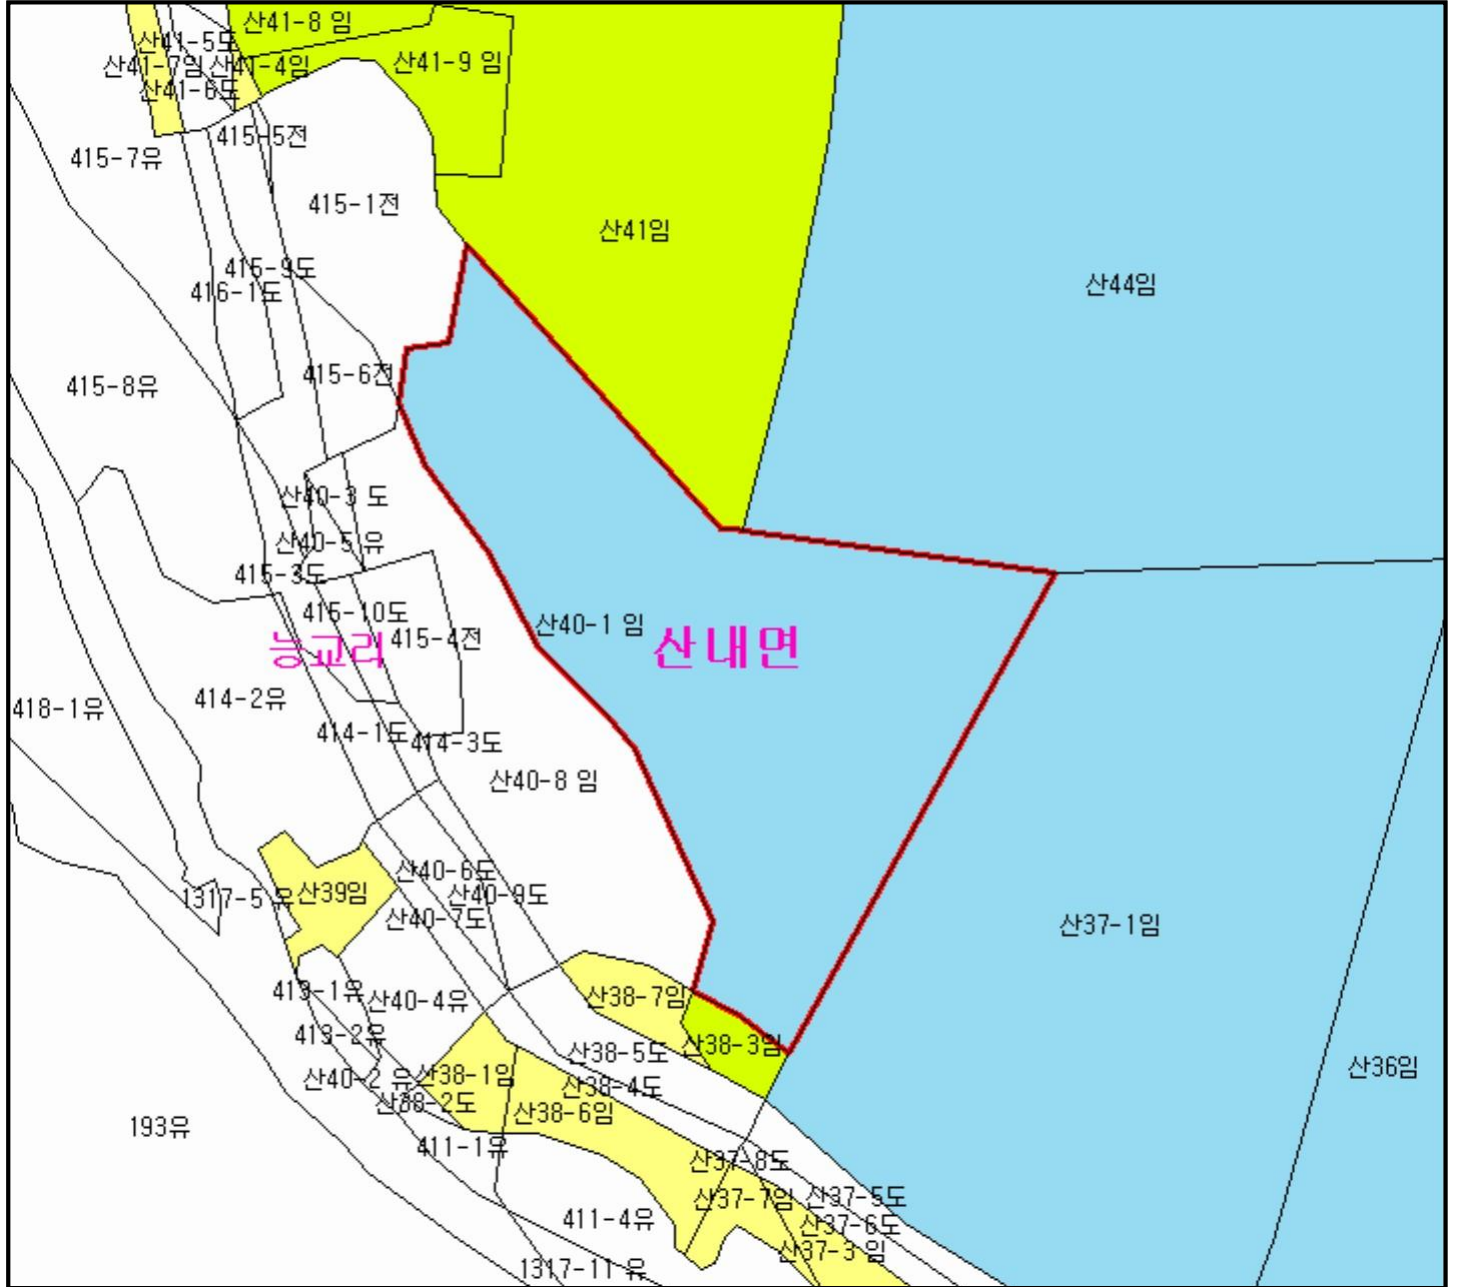 산41-8 임
산41-5도
산41-7임
산41-4임
산41-9 임
산41-6도
415-5전
415-7유
415-1전
산41임
415-9도
산44임
416-1도
415-6전
415-8유
산40-3 도
산40-5 유
415-3도
415-10도
산40-1 임
415-4전
산내면
능교리
414-2유
418-1유
414-1도
414-3도
산40-8 임
산40-6도
1317-5 유
산39임
산40-9도
산40-7도
산37-1임
413-1유
산40-4유
산38-7임
413-2유
산38-3임
산38-5도
산36임
산40-2 유
산38-1임
산38-4도
산38-2도
산38-6임
193유
411-1유
산37-8도
산37-7임
산37-5도
411-4유
산37-6도
산37-3 임
1317-11 유